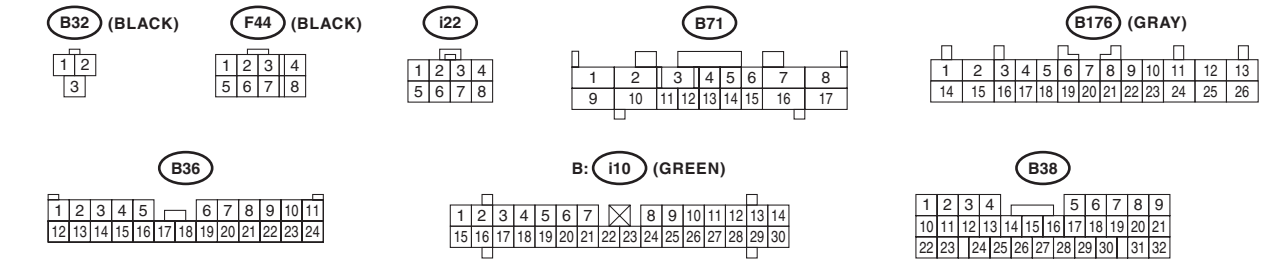 B32 (BLACK) F44 (BLACK) i22 B71 B176 (GRAY)
1 2
3
1 2 3 4
5 6 7 8
1 2 3 4
5 6 7 8
1 2 3 4 5 6 7 8
9 10 11 12 13 14 15 16 17
1 2 3 4 5 6 7 8 9 10 11 12 13
14 15 16 17 18 19 20 21 22 23 24 25 26
B36 B: i10 (GREEN) B38
1 2 3 4 5 6 7 8 9 10 11
12 13 14 15 16 17 18 19 20 21 22 23 24
1 2 3 4 5 6 7 8 9 10 11 12 13 14
15 16 17 18 19 20 21 22 23 24 25 26 27 28 29 30
1 2 3 4 5 6 7 8 9
10 11 12 13 14 15 16 17 18 19 20 21
22 23 24 25 26 27 28 29 30 31 32